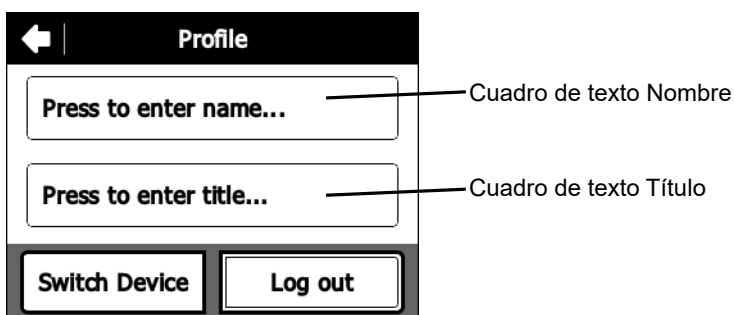 Profile
Press to enter name...
Cuadro de texto Nombre
Press to enter title...
Cuadro de texto Título
Switch Device
Log out